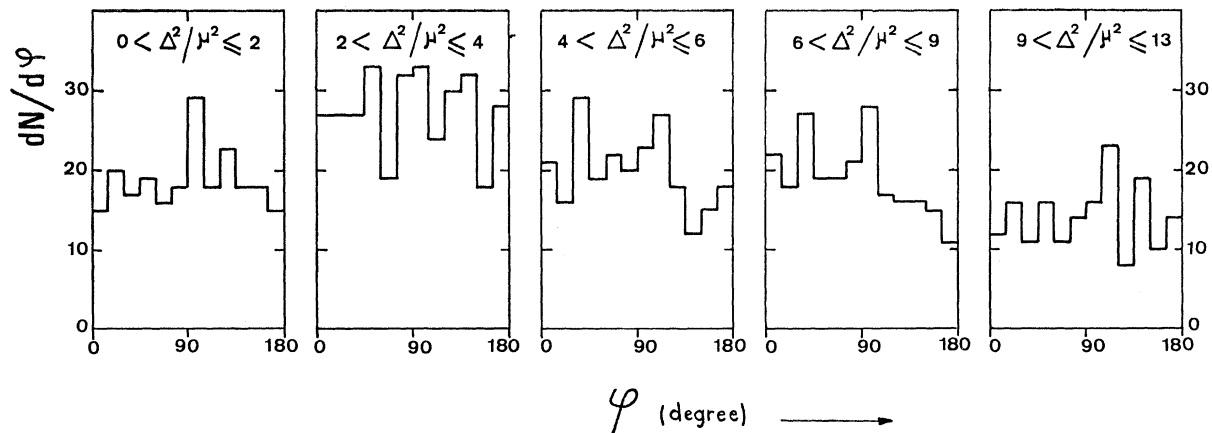 0 < Δ²/μ² ⩽ 2
2 < Δ²/μ² ⩽ 4
4 < Δ²/μ² ⩽ 6
6 < Δ²/μ² ⩽ 9
9 < Δ²/μ² ⩽ 13
dN/dφ
30 30
20 20
10 10
0 0
0 90 180 0 90 180 0 90 180 0 90 180 0 90 180
φ (degree)